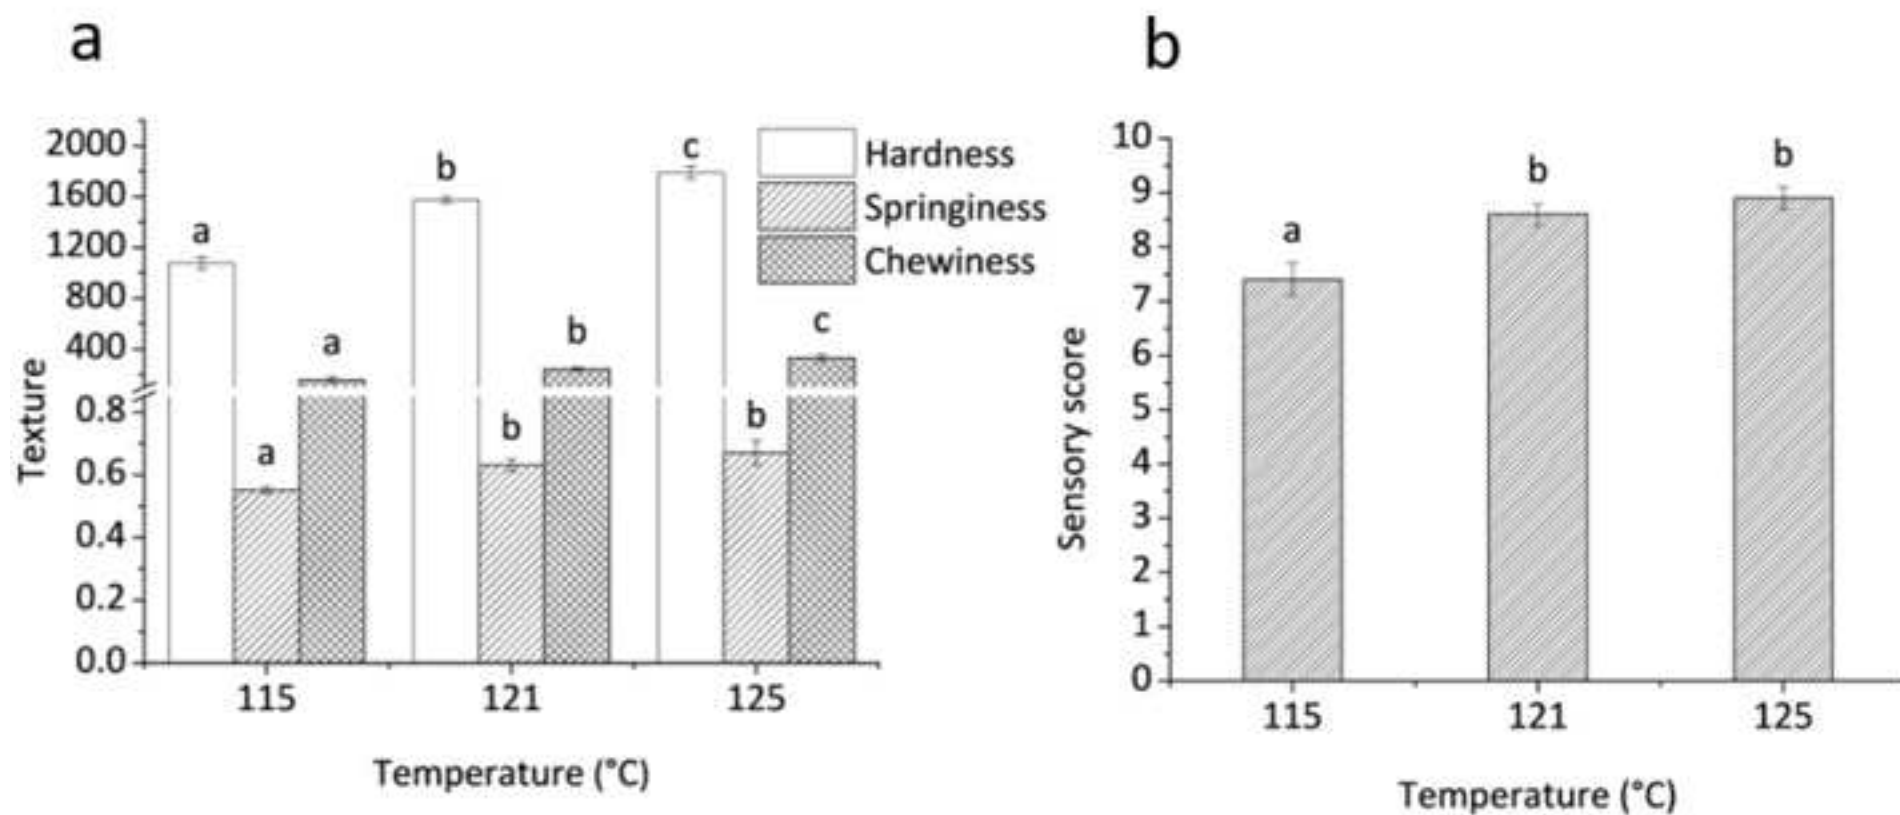 a
2000
1600
1200
800
400
0.8
0.6
0.4
0.2
0.0
Texture
a
a
a
b
b
b
c
b
c
Hardness
Springiness
Chewiness
115 121 125
Temperature (°C)
b
10
9
8
7
6
5
4
3
2
1
0
Sensory score
a
b
b
115 121 125
Temperature (°C)